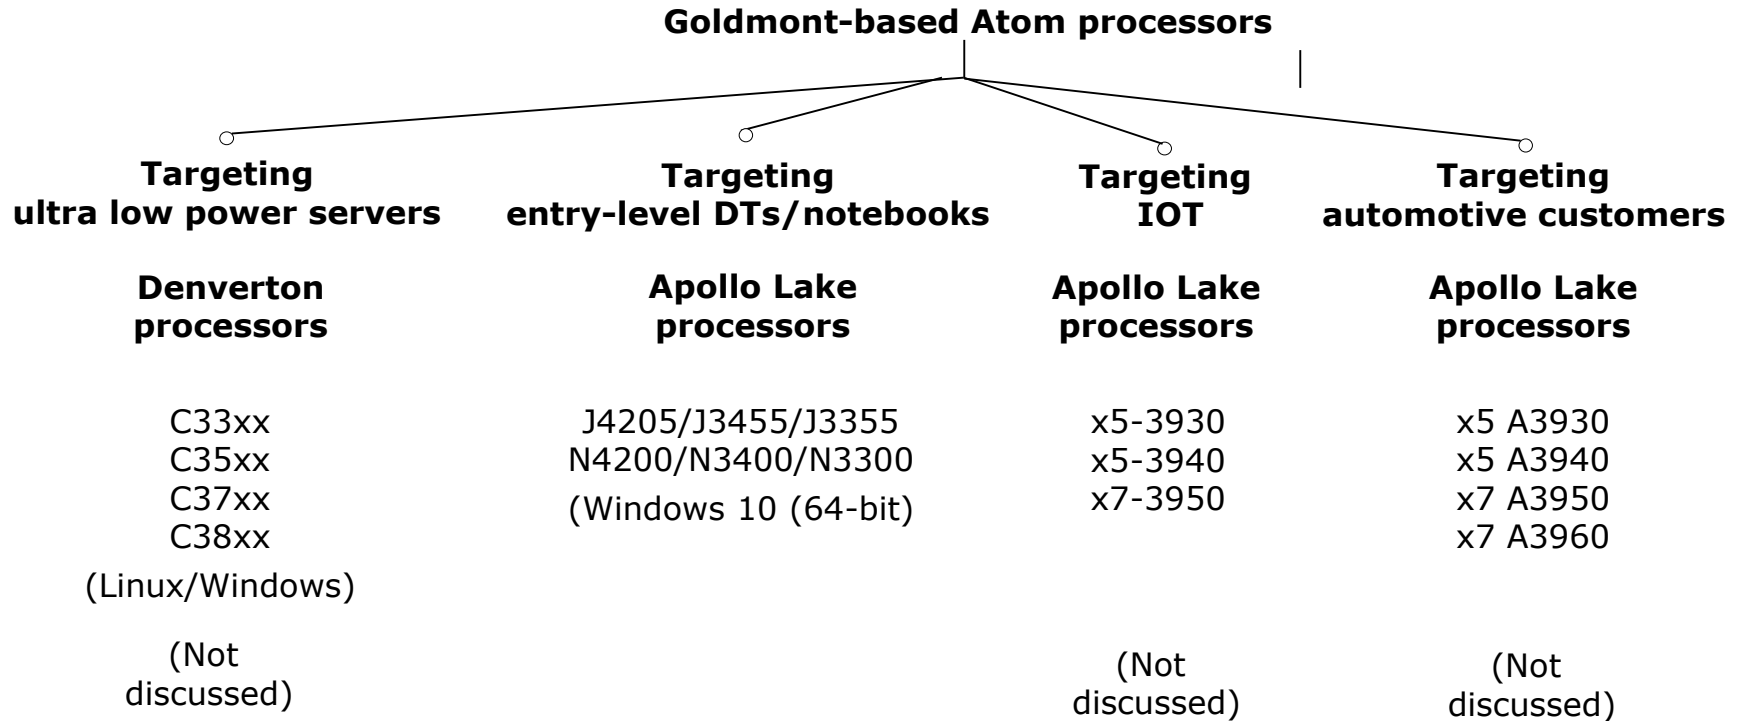 Goldmont-based Atom processors
Targeting
ultra low power servers
Denverton
processors
C33xx
C35xx
C37xx
C38xx
(Linux/Windows)
(Not
discussed)
Targeting
entry-level DTs/notebooks
Apollo Lake
processors
J4205/J3455/J3355
N4200/N3400/N3300
(Windows 10 (64-bit)
Targeting
IOT
Apollo Lake
processors
x5-3930
x5-3940
x7-3950
(Not
discussed)
Targeting
automotive customers
Apollo Lake
processors
x5 A3930
x5 A3940
x7 A3950
x7 A3960
(Not
discussed)